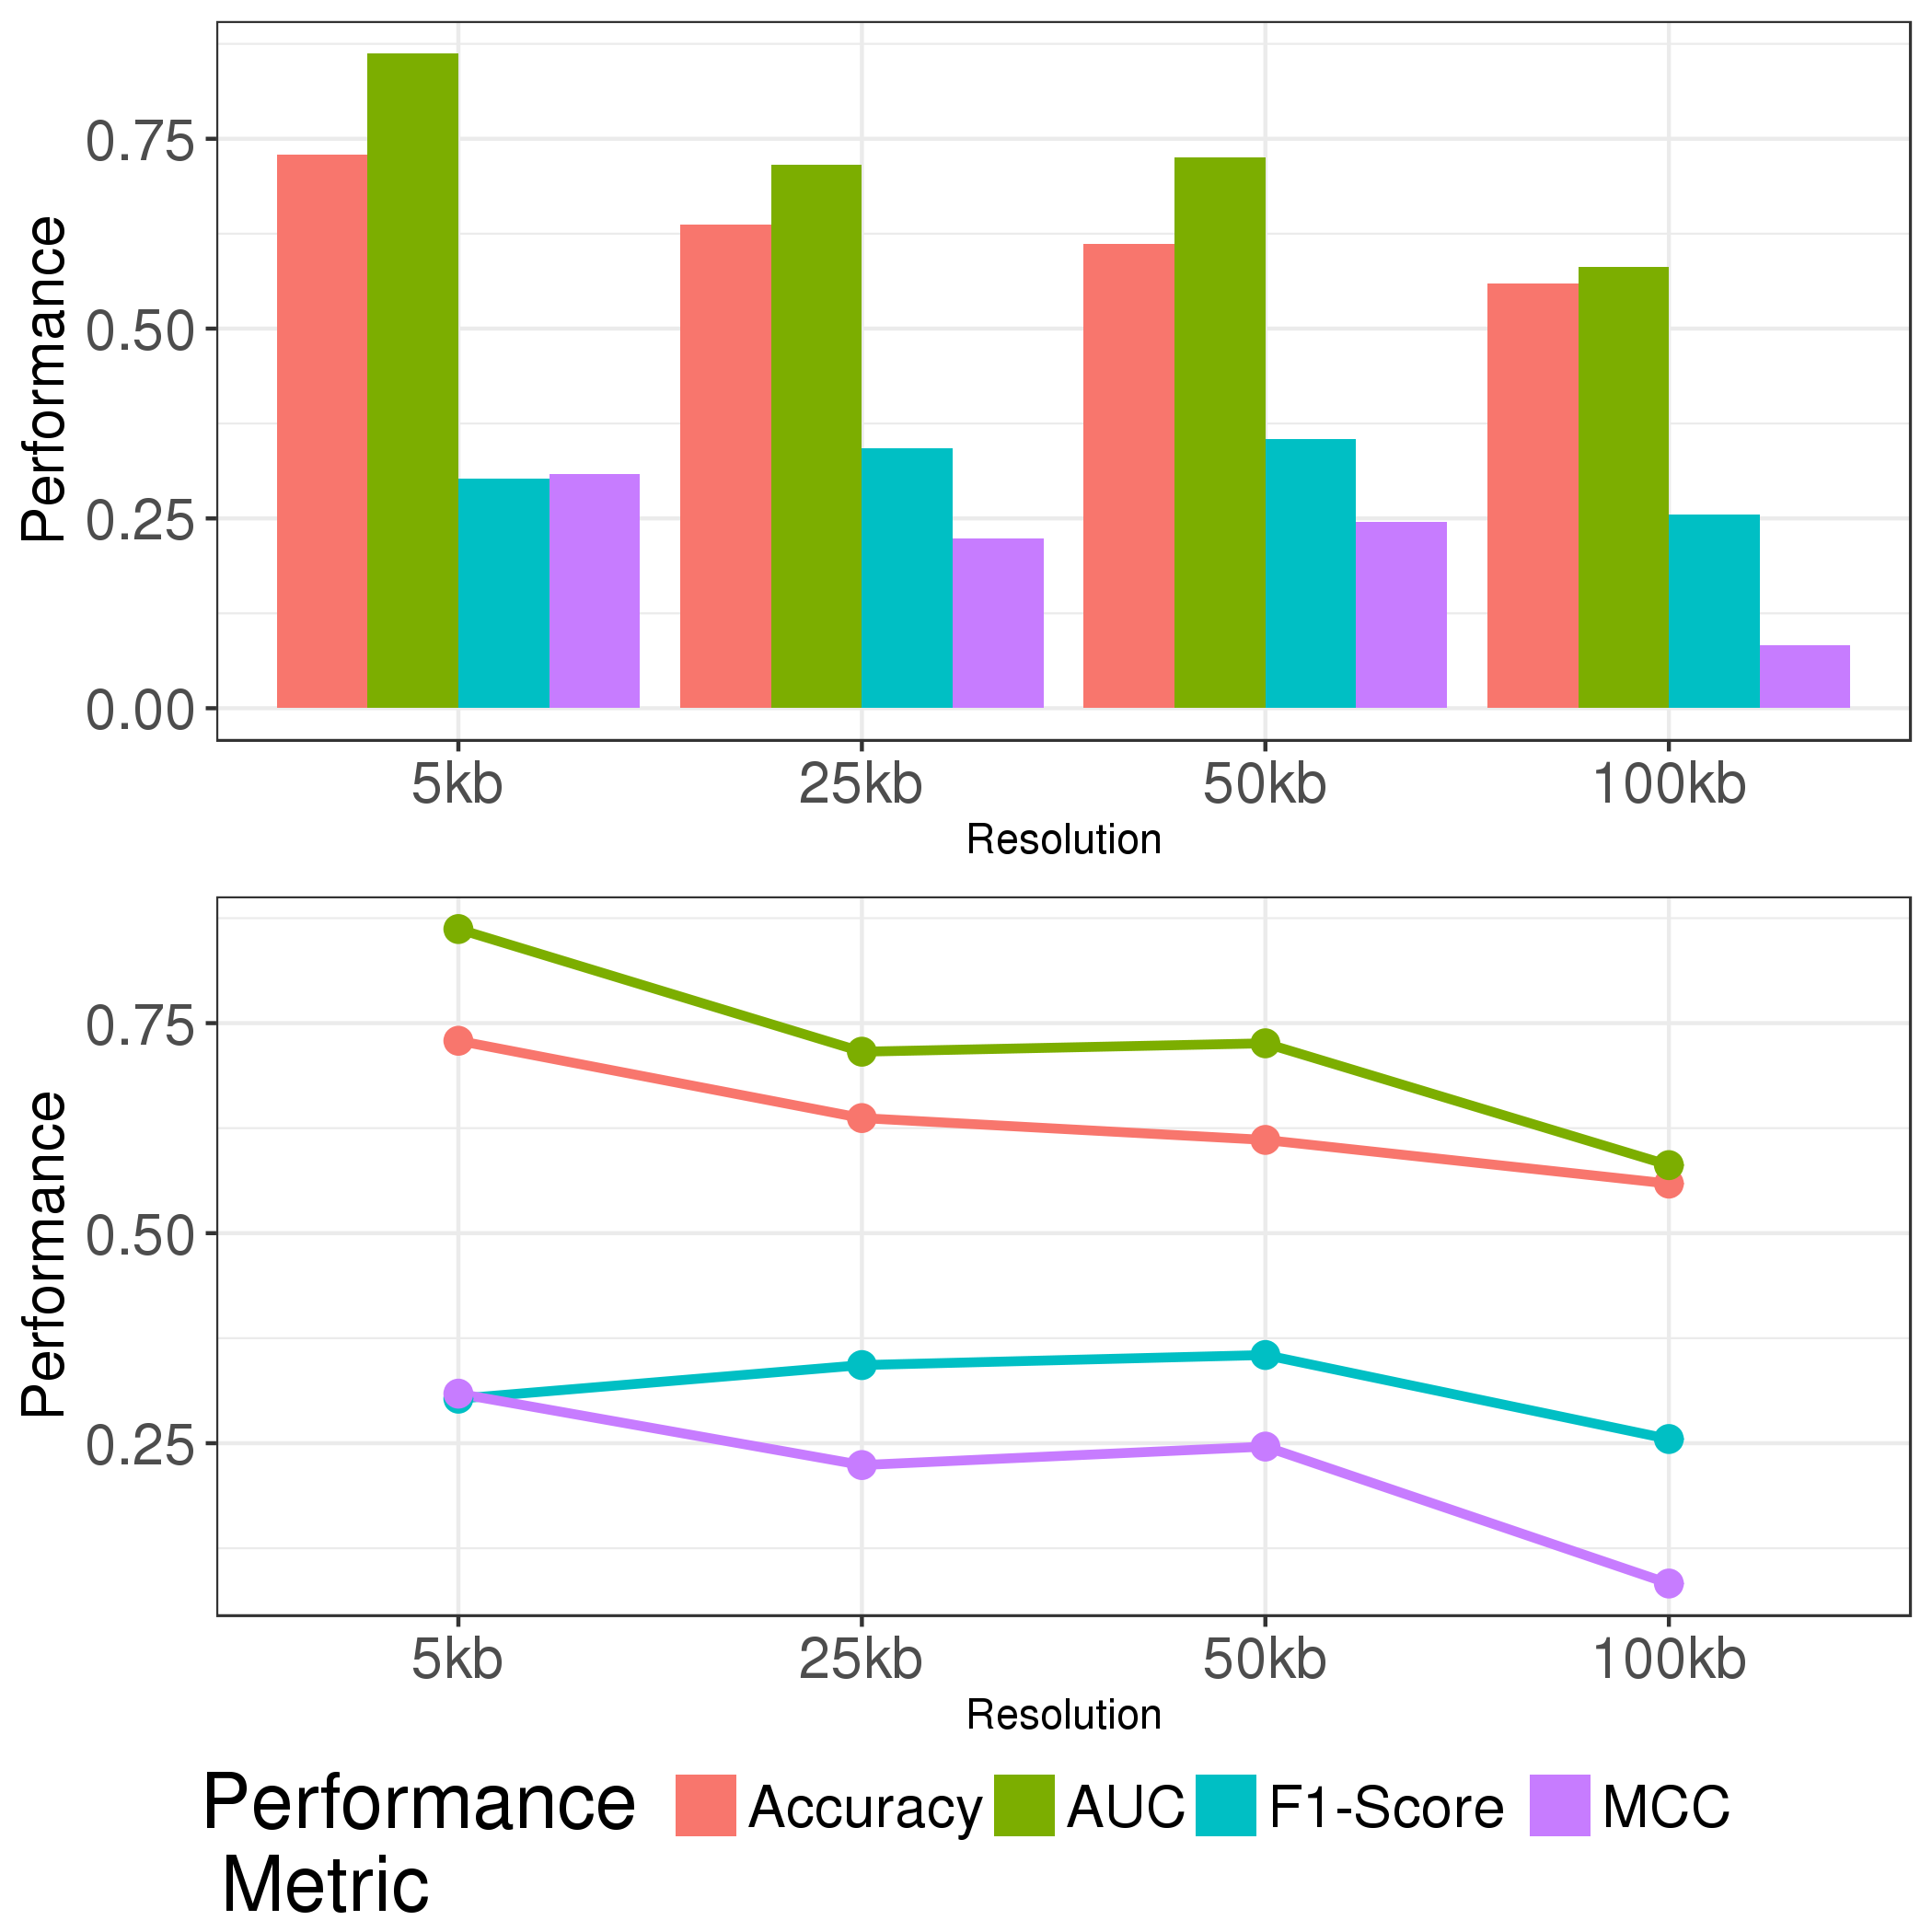 Performance
0.75
0.50
0.25
0.00
5kb 25kb 50kb 100kb
Resolution
Performance
0.75
0.50
0.25
5kb 25kb 50kb 100kb
Resolution
Performance Accuracy AUC F1-Score MCC
Metric